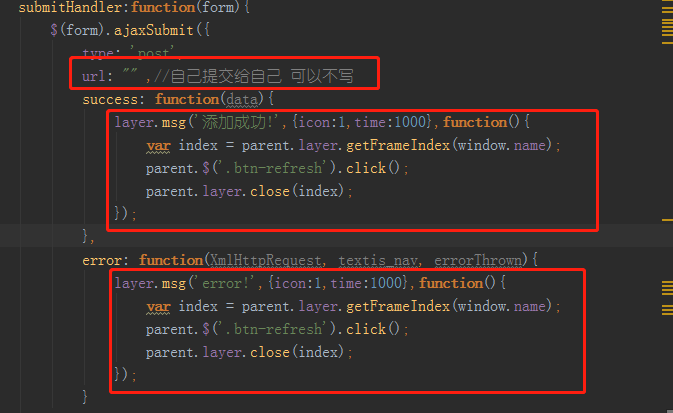 submitHandler:function(form){
$(form).ajaxSubmit({
type: 'post',
url: "" ,//自己提交给自己 可以不写
success: function(data){
layer.msg('添加成功!',{icon:1,time:1000},function(){
var index = parent.layer.getFrameIndex(window.name);
parent.$('.btn-refresh').click();
parent.layer.close(index);
});
},
error: function(XmlHttpRequest, textis_nav, errorThrown){
layer.msg('error!',{icon:1,time:1000},function(){
var index = parent.layer.getFrameIndex(window.name);
parent.$('.btn-refresh').click();
parent.layer.close(index);
});
}